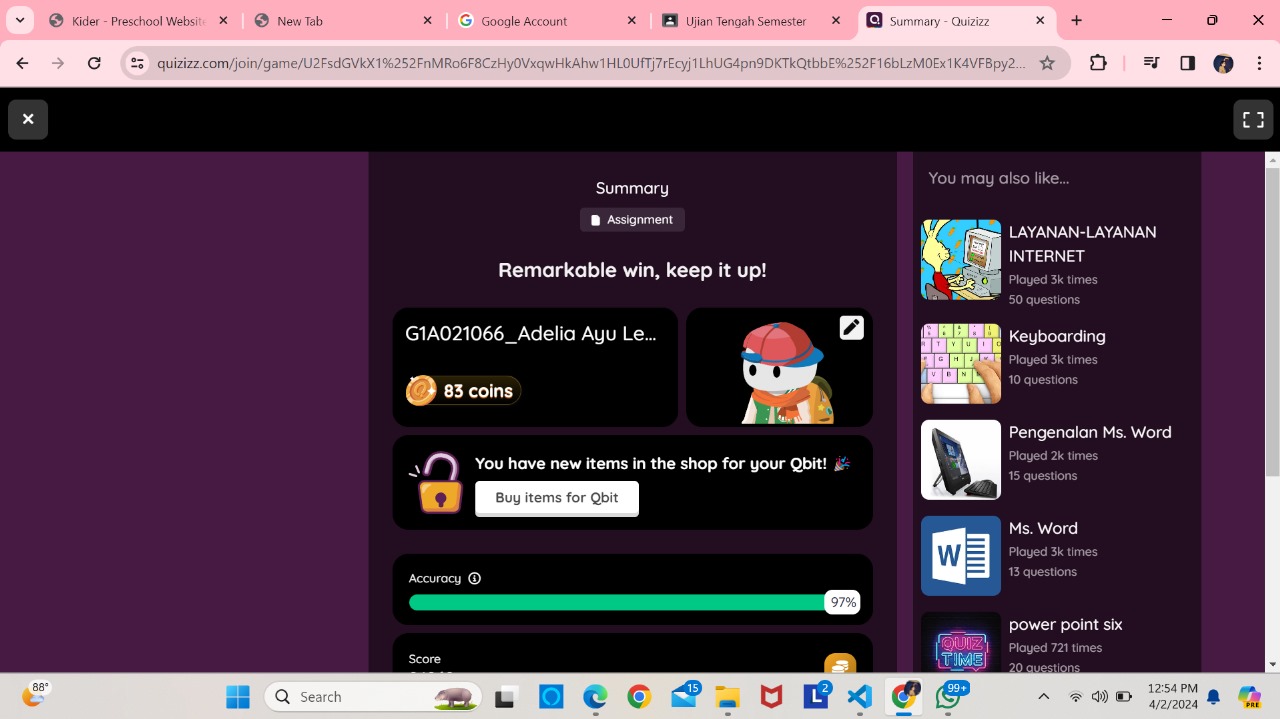 Kider - Preschool Website
New Tab
Google Account
Ujian Tengah Semester
Summary - Quizizz
quizizz.com/join/game/U2FsdGVkX1%252FnMRo6F8CzHy0VxqwHkAhw1HL0UfTj7rEcyj1LhUG4pn9DKTkQtbbE%252F16bLzM0Ex1K4VFBpy2...
Summary
Assignment
Remarkable win, keep it up!
G1A021066_Adelia Ayu Le...
83 coins
You have new items in the shop for your Qbit! 🎉
Buy items for Qbit
Accuracy
97%
Score
You may also like...
LAYANAN-LAYANAN
INTERNET
Played 3k times
50 questions
Keyboarding
Played 3k times
10 questions
Pengenalan Ms. Word
Played 2k times
15 questions
Ms. Word
Played 3k times
13 questions
power point six
Played 721 times
20 questions
QUIZ
TIME
88°
Search
15
2
99+
12:54 PM
4/2/2024
PRE